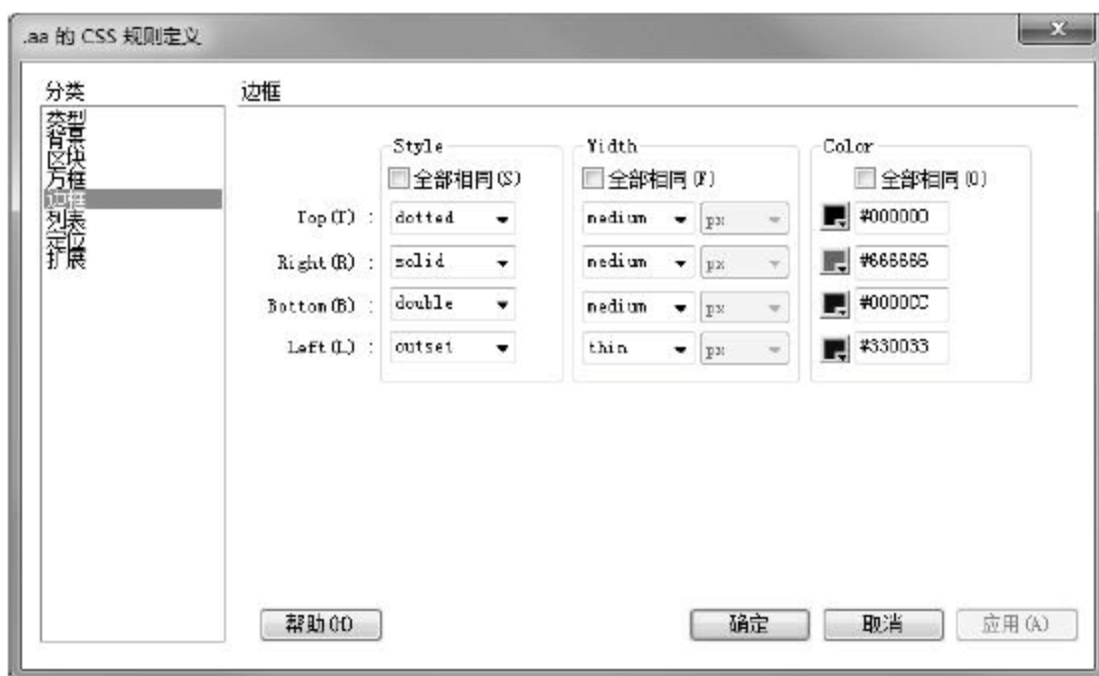 .aa 的 CSS 规则定义
分类
边框
类型
背景
区块
方框
边框
列表
定位
扩展
Style
Width
Color
全部相同(S)
全部相同(F)
全部相同(O)
Top(T) : dotted medium px #000000
Right(R) : solid medium px #666666
Bottom(B) : double medium px #0000CC
Left(L) : outset thin px #330033
帮助(H)
确定
取消
应用(A)